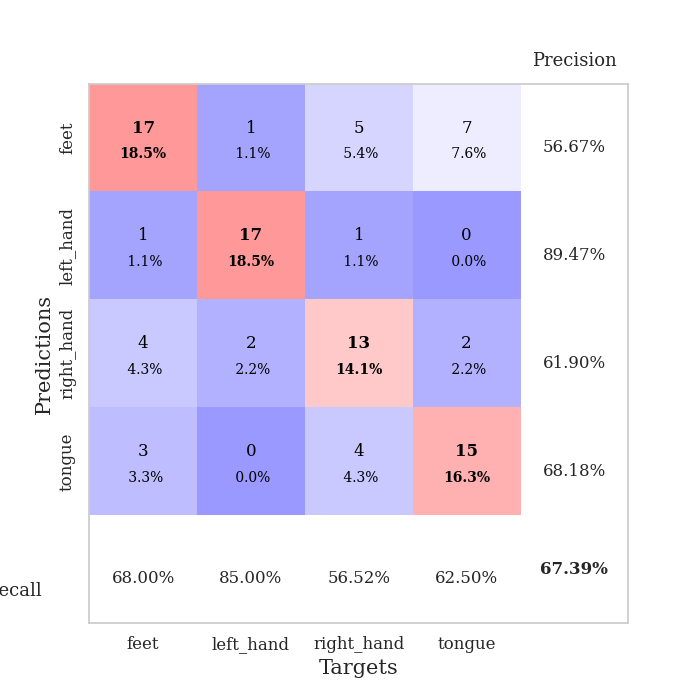 Precision
feet 17 1 5 7 56.67%
18.5% 1.1% 5.4% 7.6%
left_hand 1 17 1 0 89.47%
1.1% 18.5% 1.1% 0.0%
right_hand 4 2 13 2 61.90%
4.3% 2.2% 14.1% 2.2%
tongue 3 0 4 15 68.18%
3.3% 0.0% 4.3% 16.3%
Predictions
ecall 68.00% 85.00% 56.52% 62.50% 67.39%
feet left_hand right_hand tongue
Targets